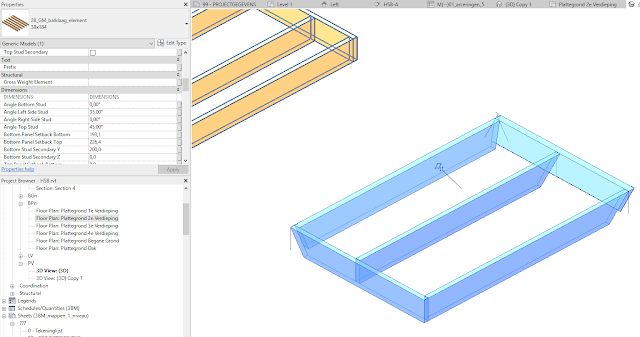 Properties
28_GM_balklaag_element
38x184
Generic Models (1)
Edit Type
Top Stud Secondary
Text
Prefix
Structural
Gross Weight Element
Dimensions
DIMENSIONS DIMENSIONS
Angle Bottom Stud 0,00°
Angle Left Side Stud 35,00°
Angle Right Side Stud 0,00°
Angle Top Stud 45,00°
Bottom Panel Setback Bottom 193,1
Bottom Panel Setback Top 226,4
Bottom Stud Secondary Y 200,0
Bottom Stud Secondary Z 0,0
Properties help
Apply
Project Browser - HSB.rvt
Section: Section 4
BGn
BPn
Floor Plan: Plattegrond 1e Verdieping
Floor Plan: Plattegrond 2e Verdieping
Floor Plan: Plattegrond 3e Verdieping
Floor Plan: Plattegrond 4e Verdieping
Floor Plan: Plattegrond Begane Grond
Floor Plan: Plattegrond Dak
LV
PV
3D View: {3D}
3D View: {3D} Copy 1
Coordination
Structural
Legends
Schedules/Quantities (3BM)
Sheets (3BM_mappen_1_niveau)
???
0 - Tekeninglijst
99 - PROJECTGEGEVENS
Level 1
Left
HSB-A
{3D} Copy 1
Plattegrond 2e Verdieping